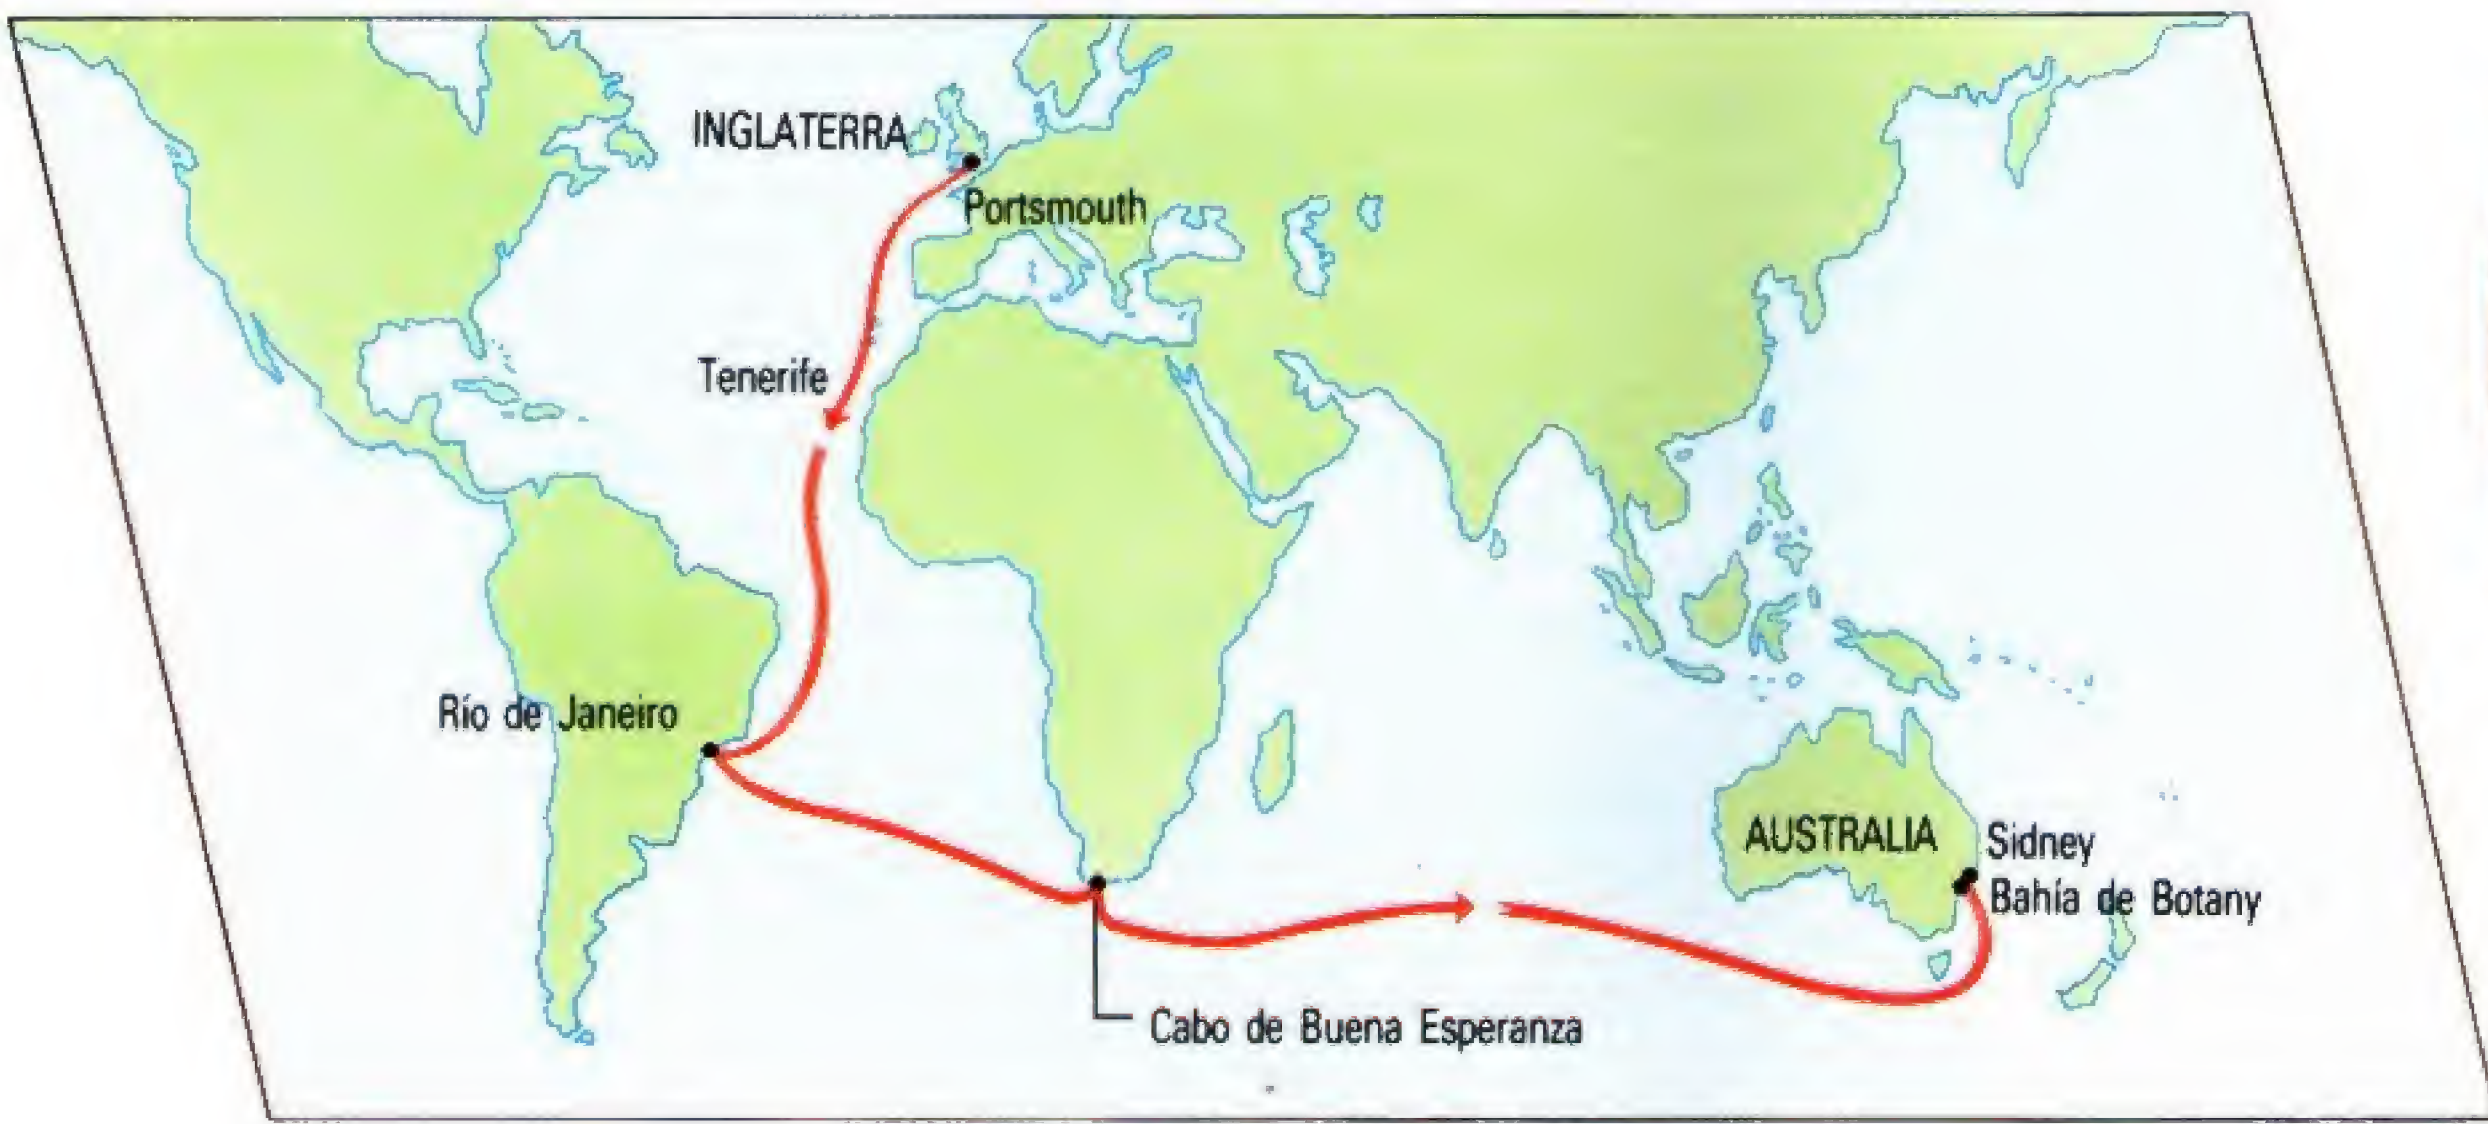 INGLATERRA
Portsmouth
Tenerife
Río de Janeiro
AUSTRALIA
Sidney
Bahía de Botany
Cabo de Buena Esperanza